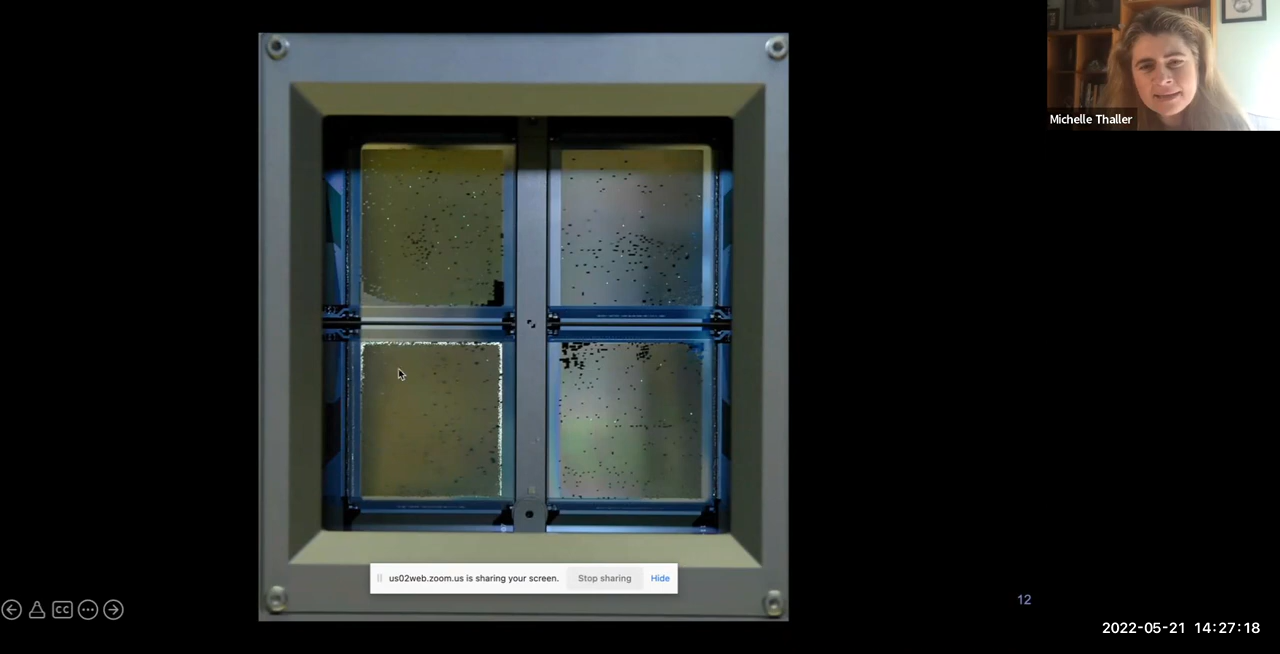 Michelle Thaller
us02web.zoom.us is sharing your screen.
Stop sharing
Hide
CC
12
2022-05-21 14:27:18